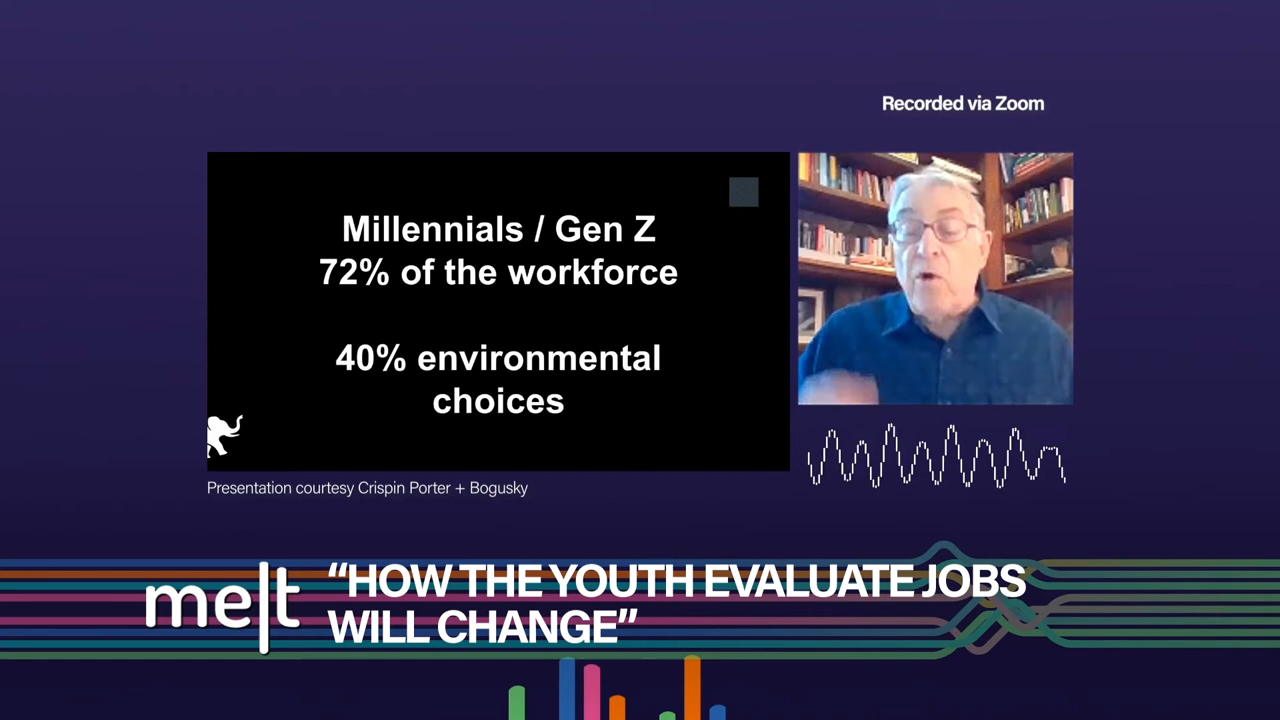 Recorded via Zoom
Millennials / Gen Z
72% of the workforce
40% environmental
choices
Presentation courtesy Crispin Porter + Bogusky
melt
“HOW THE YOUTH EVALUATE JOBS
WILL CHANGE”